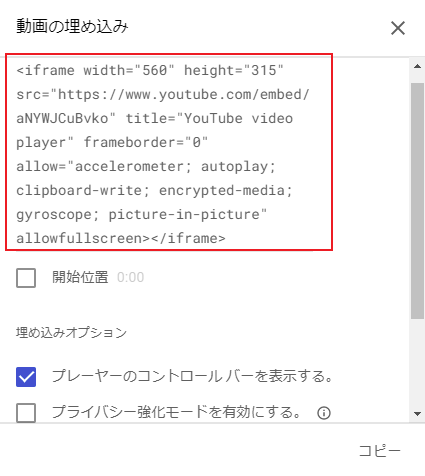 動画の埋め込み
<iframe width="560" height="315"
src="https://www.youtube.com/embed/
aNYWJCuBvko" title="YouTube video
player" frameborder="0"
allow="accelerometer; autoplay;
clipboard-write; encrypted-media;
gyroscope; picture-in-picture"
allowfullscreen></iframe>
開始位置 0:00
埋め込みオプション
プレーヤーのコントロール バーを表示する。
プライバシー強化モードを有効にする。
コピー